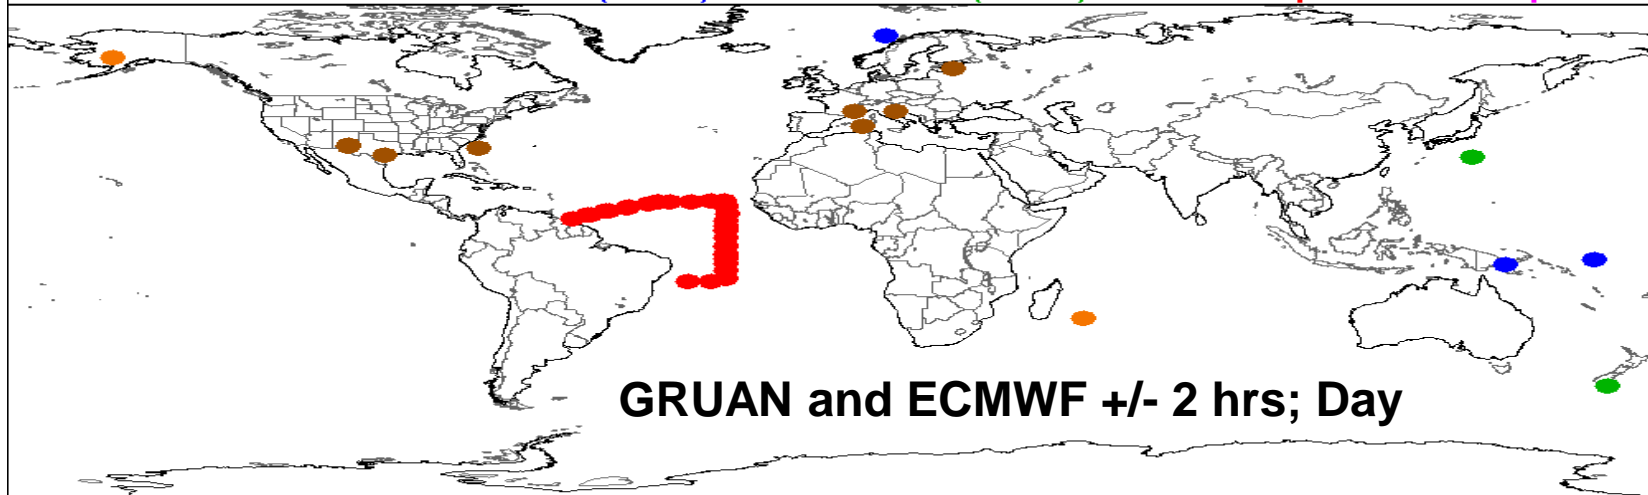 GRUAN and ECMWF +/- 2 hrs; Day